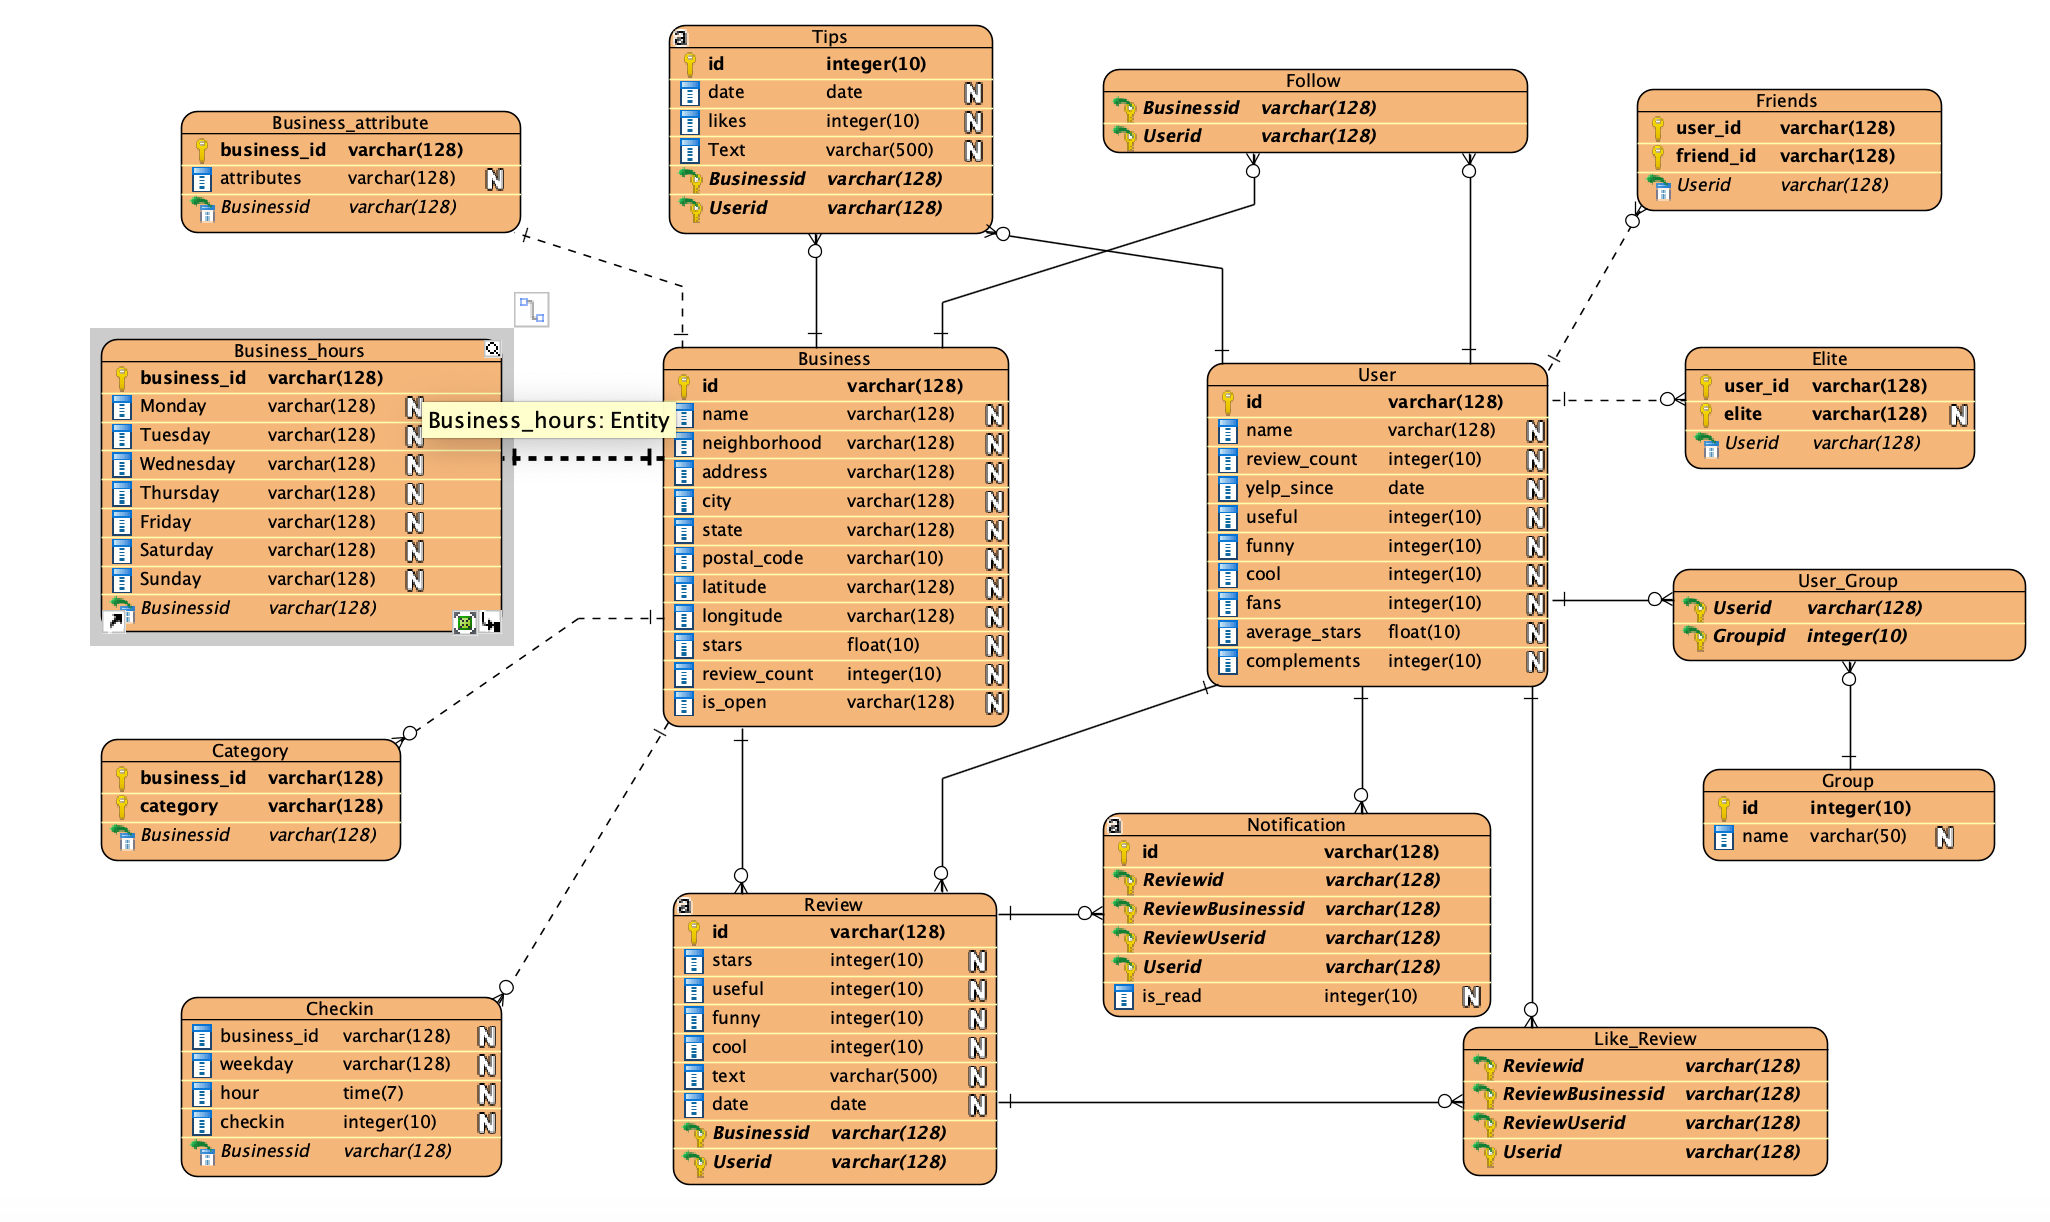 Tips
id integer(10)
date date N
likes integer(10) N
Text varchar(500) N
Businessid varchar(128)
Userid varchar(128)
Follow
Businessid varchar(128)
Userid varchar(128)
Friends
user_id varchar(128)
friend_id varchar(128)
Userid varchar(128)
Business_attribute
business_id varchar(128)
attributes varchar(128) N
Businessid varchar(128)
Business_hours
business_id varchar(128)
Monday varchar(128) N
Tuesday varchar(128) N
Wednesday varchar(128) N
Thursday varchar(128) N
Friday varchar(128) N
Saturday varchar(128) N
Sunday varchar(128) N
Businessid varchar(128)
Business_hours: Entity
Business
id varchar(128)
name varchar(128) N
neighborhood varchar(128) N
address varchar(128) N
city varchar(128) N
state varchar(128) N
postal_code varchar(10) N
latitude varchar(128) N
longitude varchar(128) N
stars float(10) N
review_count integer(10) N
is_open varchar(128) N
User
id varchar(128)
name varchar(128) N
review_count integer(10) N
yelp_since date N
useful integer(10) N
funny integer(10) N
cool integer(10) N
fans integer(10) N
average_stars float(10) N
complements integer(10) N
Elite
user_id varchar(128)
elite varchar(128) N
Userid varchar(128)
User_Group
Userid varchar(128)
Groupid integer(10)
Group
id integer(10)
name varchar(50) N
Category
business_id varchar(128)
category varchar(128)
Businessid varchar(128)
Checkin
business_id varchar(128) N
weekday varchar(128) N
hour time(7) N
checkin integer(10) N
Businessid varchar(128)
Review
id varchar(128)
stars integer(10) N
useful integer(10) N
funny integer(10) N
cool integer(10) N
text varchar(500) N
date date N
Businessid varchar(128)
Userid varchar(128)
Notification
id varchar(128)
Reviewid varchar(128)
ReviewBusinessid varchar(128)
ReviewUserid varchar(128)
Userid varchar(128)
is_read integer(10) N
Like_Review
Reviewid varchar(128)
ReviewBusinessid varchar(128)
ReviewUserid varchar(128)
Userid varchar(128)